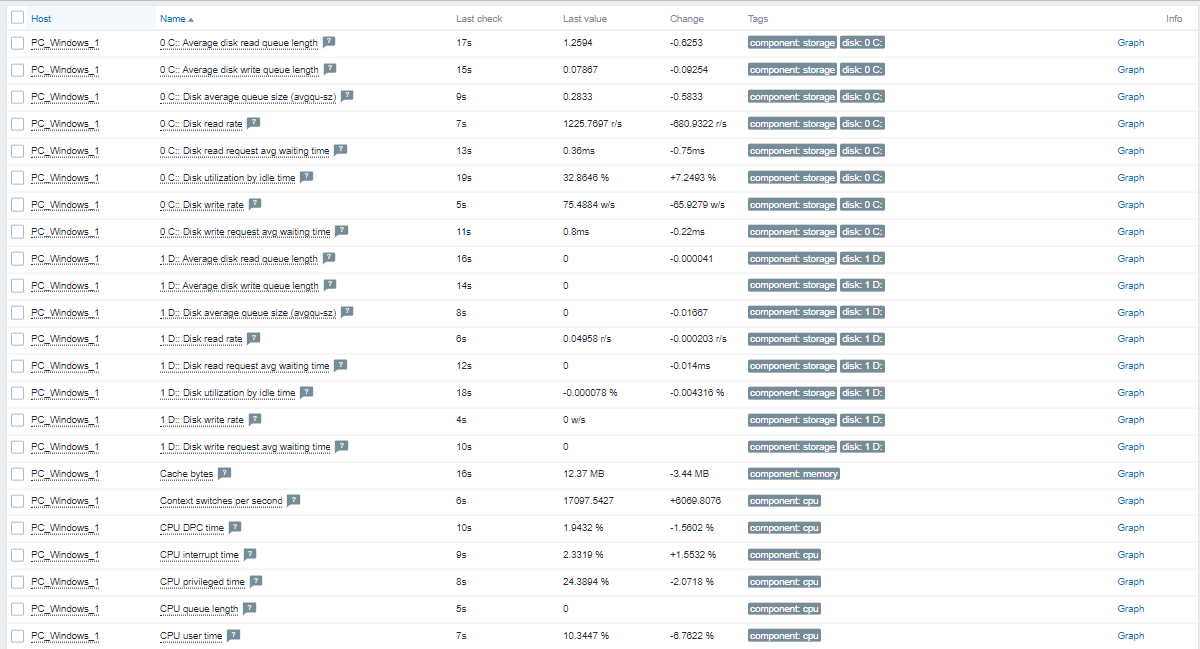 Host Name Last check Last value Change Tags Info
PC_Windows_1 0 C:: Average disk read queue length ? 17s 1.2594 -0.6253 component: storage disk: 0 C: Graph
PC_Windows_1 0 C:: Average disk write queue length ? 15s 0.07867 -0.09254 component: storage disk: 0 C: Graph
PC_Windows_1 0 C:: Disk average queue size (avgqu-sz) ? 9s 0.2833 -0.5833 component: storage disk: 0 C: Graph
PC_Windows_1 0 C:: Disk read rate ? 7s 1225.7697 r/s -680.9322 r/s component: storage disk: 0 C: Graph
PC_Windows_1 0 C:: Disk read request avg waiting time ? 13s 0.36ms -0.75ms component: storage disk: 0 C: Graph
PC_Windows_1 0 C:: Disk utilization by idle time ? 19s 32.8646 % +7.2493 % component: storage disk: 0 C: Graph
PC_Windows_1 0 C:: Disk write rate ? 5s 75.4884 w/s -65.9279 w/s component: storage disk: 0 C: Graph
PC_Windows_1 0 C:: Disk write request avg waiting time ? 11s 0.8ms -0.22ms component: storage disk: 0 C: Graph
PC_Windows_1 1 D:: Average disk read queue length ? 16s 0 -0.000041 component: storage disk: 1 D: Graph
PC_Windows_1 1 D:: Average disk write queue length ? 14s 0 component: storage disk: 1 D: Graph
PC_Windows_1 1 D:: Disk average queue size (avgqu-sz) ? 8s 0 -0.01667 component: storage disk: 1 D: Graph
PC_Windows_1 1 D:: Disk read rate ? 6s 0.04958 r/s -0.000203 r/s component: storage disk: 1 D: Graph
PC_Windows_1 1 D:: Disk read request avg waiting time ? 12s 0 -0.014ms component: storage disk: 1 D: Graph
PC_Windows_1 1 D:: Disk utilization by idle time ? 18s -0.000078 % -0.004316 % component: storage disk: 1 D: Graph
PC_Windows_1 1 D:: Disk write rate ? 4s 0 w/s component: storage disk: 1 D: Graph
PC_Windows_1 1 D:: Disk write request avg waiting time ? 10s 0 component: storage disk: 1 D: Graph
PC_Windows_1 Cache bytes ? 16s 12.37 MB -3.44 MB component: memory Graph
PC_Windows_1 Context switches per second ? 6s 17097.5427 +6069.8076 component: cpu Graph
PC_Windows_1 CPU DPC time ? 10s 1.9432 % -1.5602 % component: cpu Graph
PC_Windows_1 CPU interrupt time ? 9s 2.3319 % +1.5532 % component: cpu Graph
PC_Windows_1 CPU privileged time ? 8s 24.3894 % -2.0718 % component: cpu Graph
PC_Windows_1 CPU queue length ? 5s 0 component: cpu Graph
PC_Windows_1 CPU user time ? 7s 10.3447 % -6.7622 % component: cpu Graph